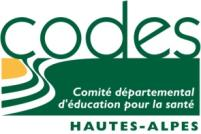 codes
Comité départemental
d'éducation pour la santé
HAUTES-ALPES